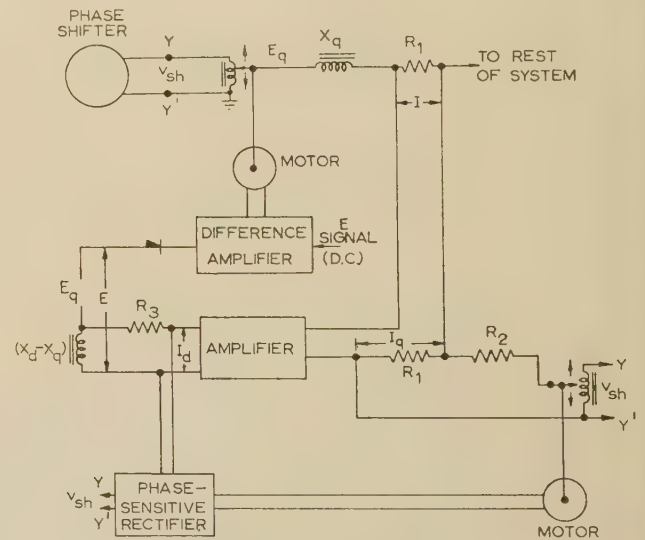 PHASE
SHIFTER
Y
v_sh
Y'
E_q
X_q
R_1
TO REST
OF SYSTEM
I
MOTOR
DIFFERENCE
AMPLIFIER
E
SIGNAL
(D.C.)
E_q
E
R_3
(X_d-X_q)
I_d
AMPLIFIER
I_q
R_1
R_2
Y
v_sh
Y'
Y
v_sh
Y'
PHASE-
SENSITIVE
RECTIFIER
MOTOR